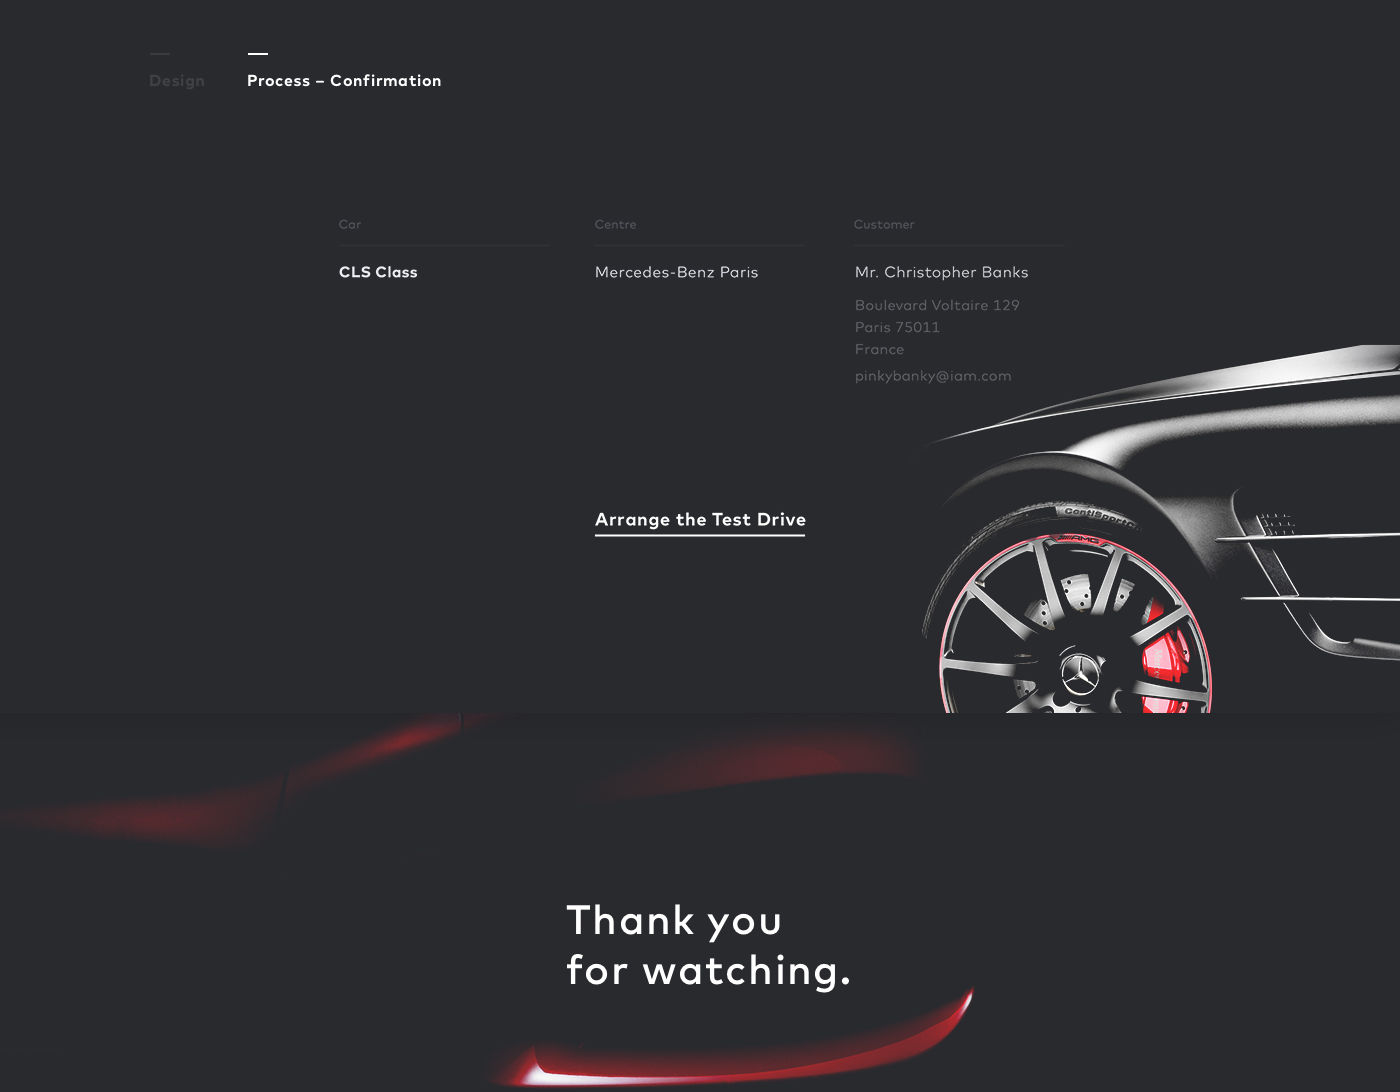 Design
Process – Confirmation
Car
Centre
Customer
CLS Class
Mercedes-Benz Paris
Mr. Christopher Banks
Boulevard Voltaire 129
Paris 75011
France
pinkybanky@iam.com
Arrange the Test Drive
AMG
Thank you
for watching.